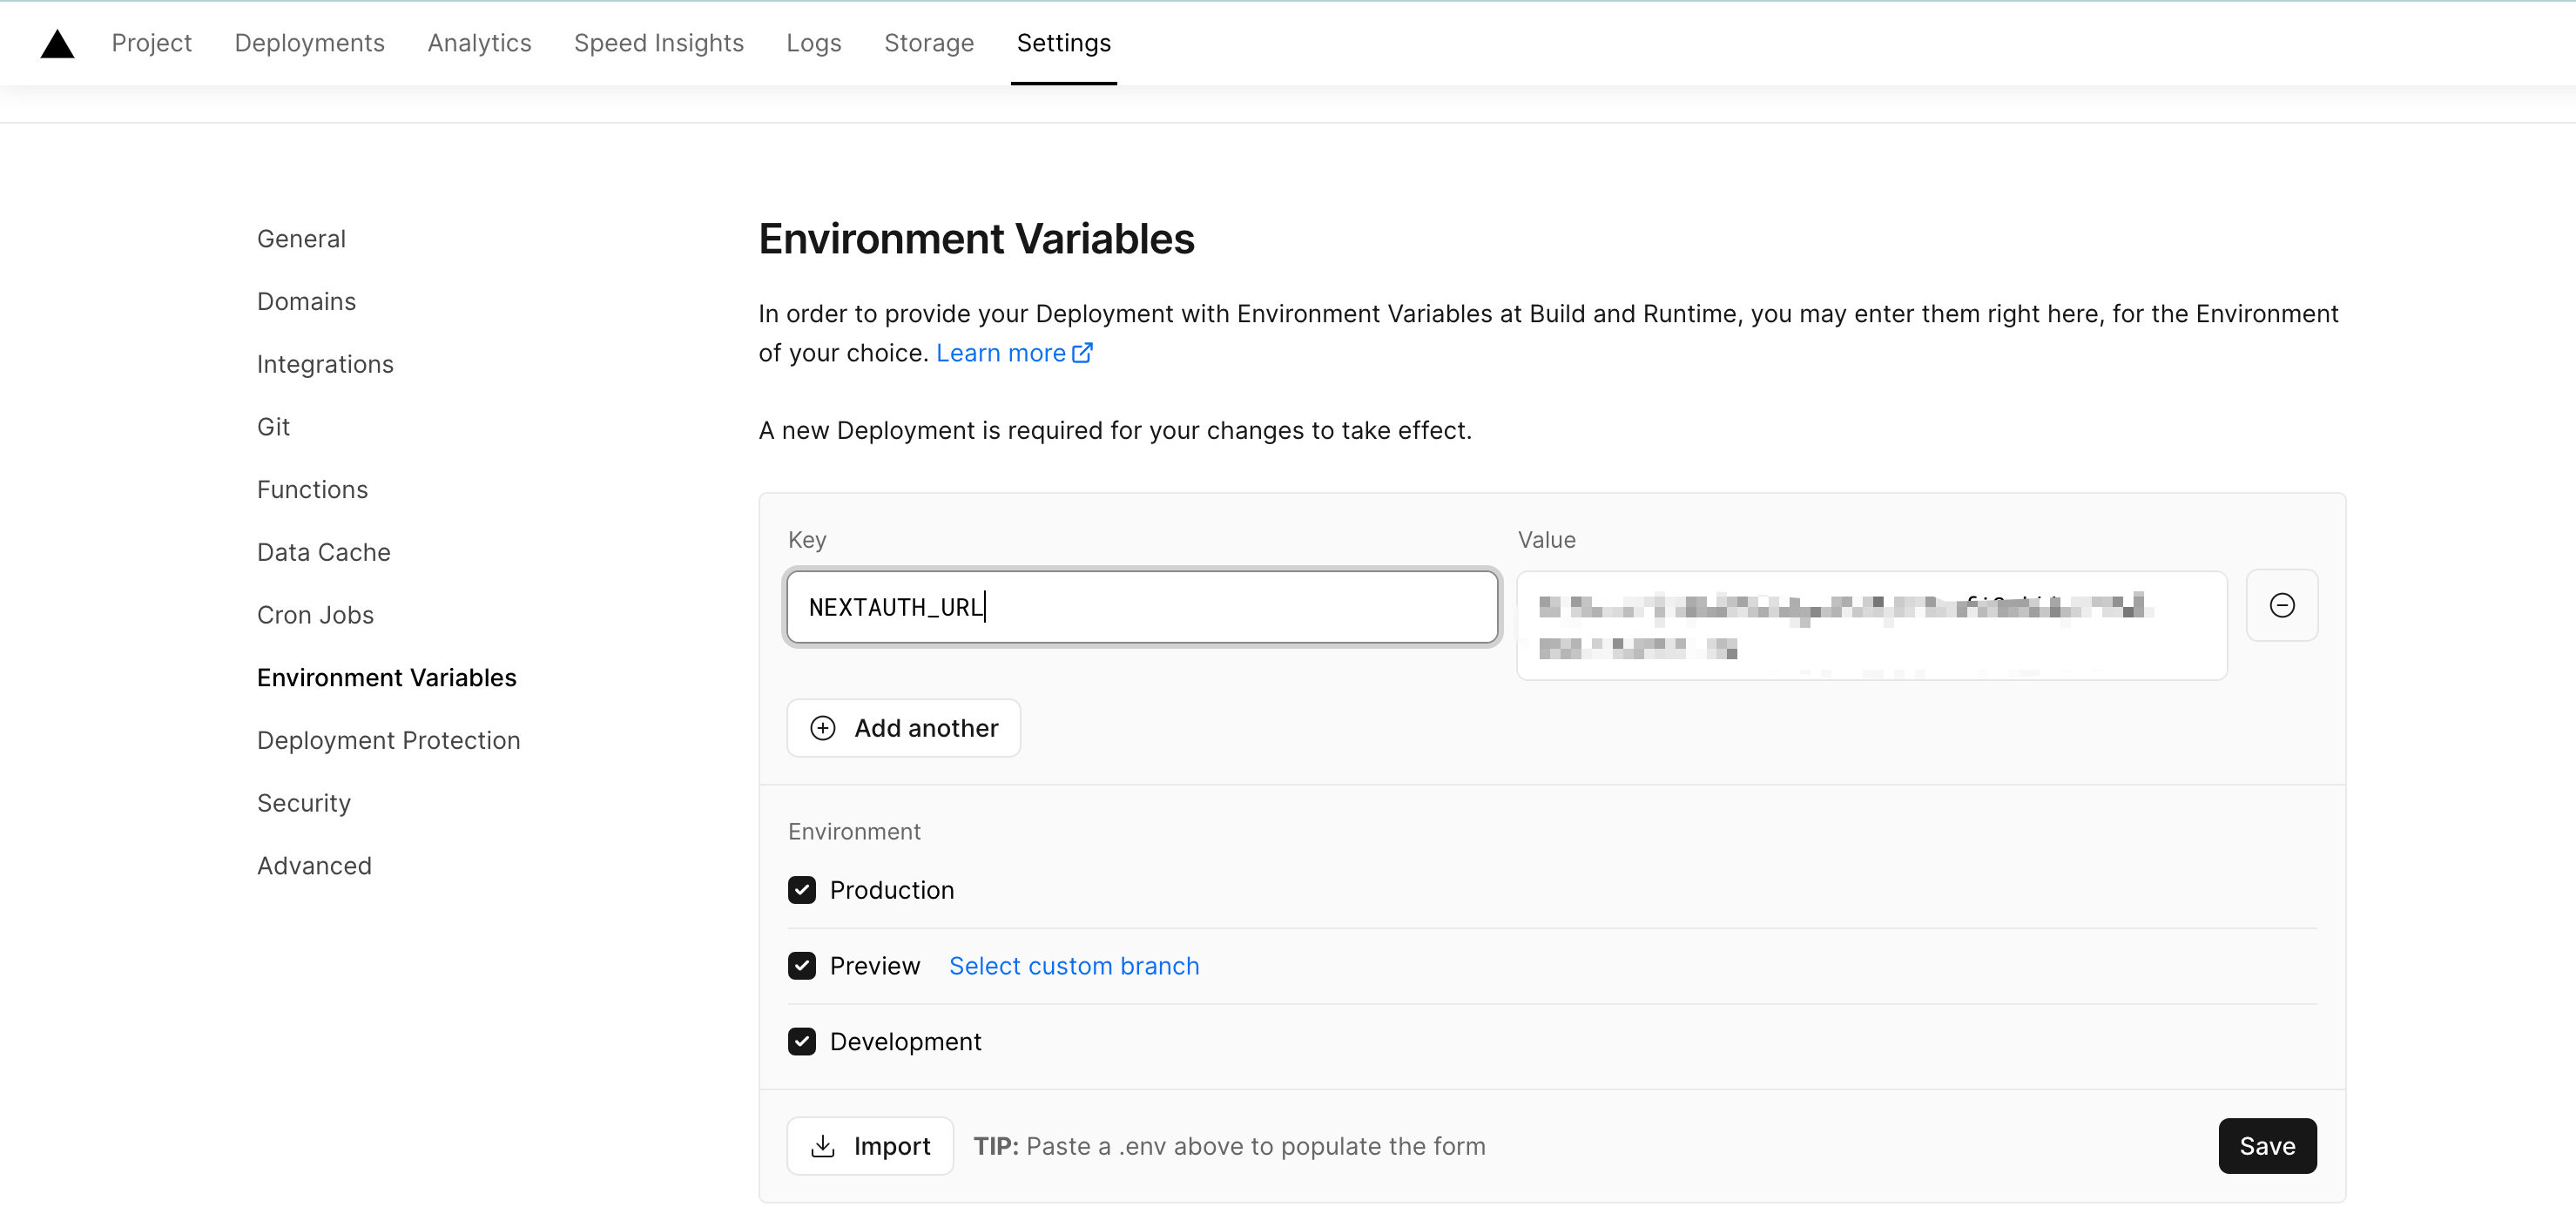 Project Deployments Analytics Speed Insights Logs Storage Settings
General
Domains
Integrations
Git
Functions
Data Cache
Cron Jobs
Environment Variables
Deployment Protection
Security
Advanced
Environment Variables
In order to provide your Deployment with Environment Variables at Build and Runtime, you may enter them right here, for the Environment
of your choice. Learn more
A new Deployment is required for your changes to take effect.
Key Value
NEXTAUTH_URL
Add another
Environment
Production
Preview Select custom branch
Development
Import TIP: Paste a .env above to populate the form Save